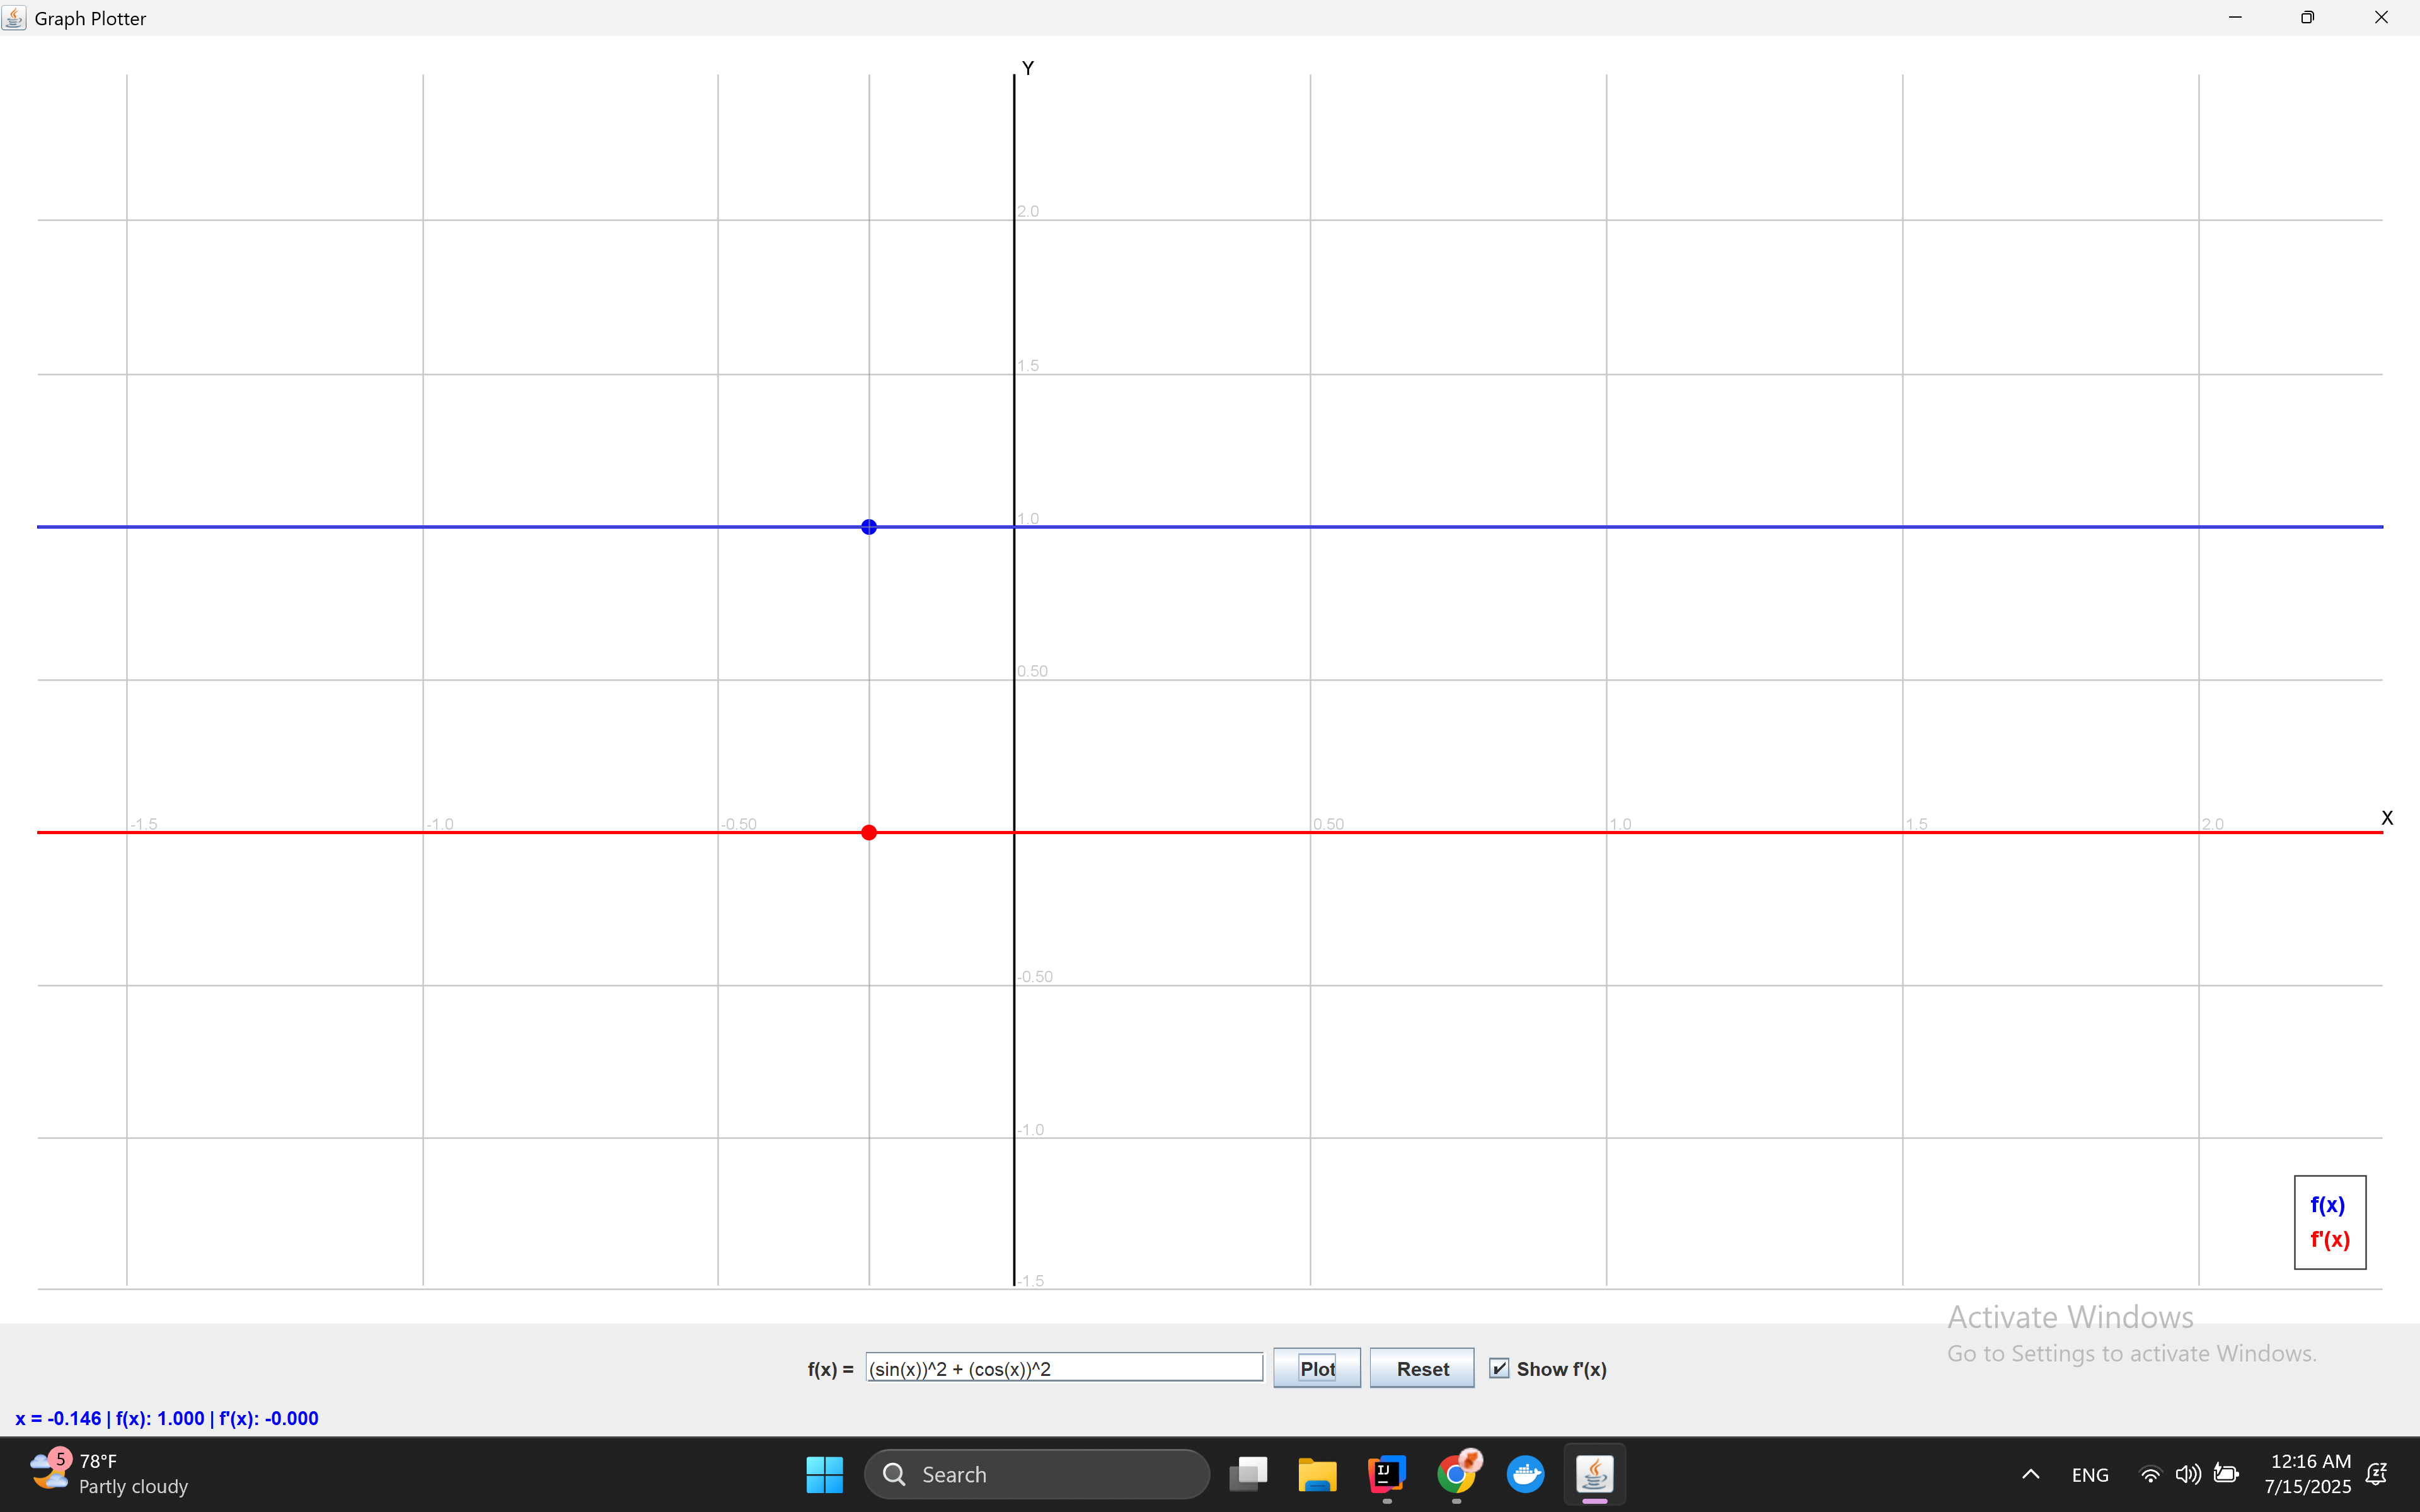 Graph Plotter
Y
2.0
1.5
1.0
0.50
-1.5 -1.0 -0.50 0.50 1.0 1.5 2.0 X
-0.50
-1.0
f(x)
f'(x)
-1.5
Activate Windows
Go to Settings to activate Windows.
f(x) = (sin(x))^2 + (cos(x))^2 Plot Reset Show f'(x)
x = -0.146 | f(x): 1.000 | f'(x): -0.000
5 78°F
Partly cloudy
Search
IJ
ENG
12:16 AM
7/15/2025